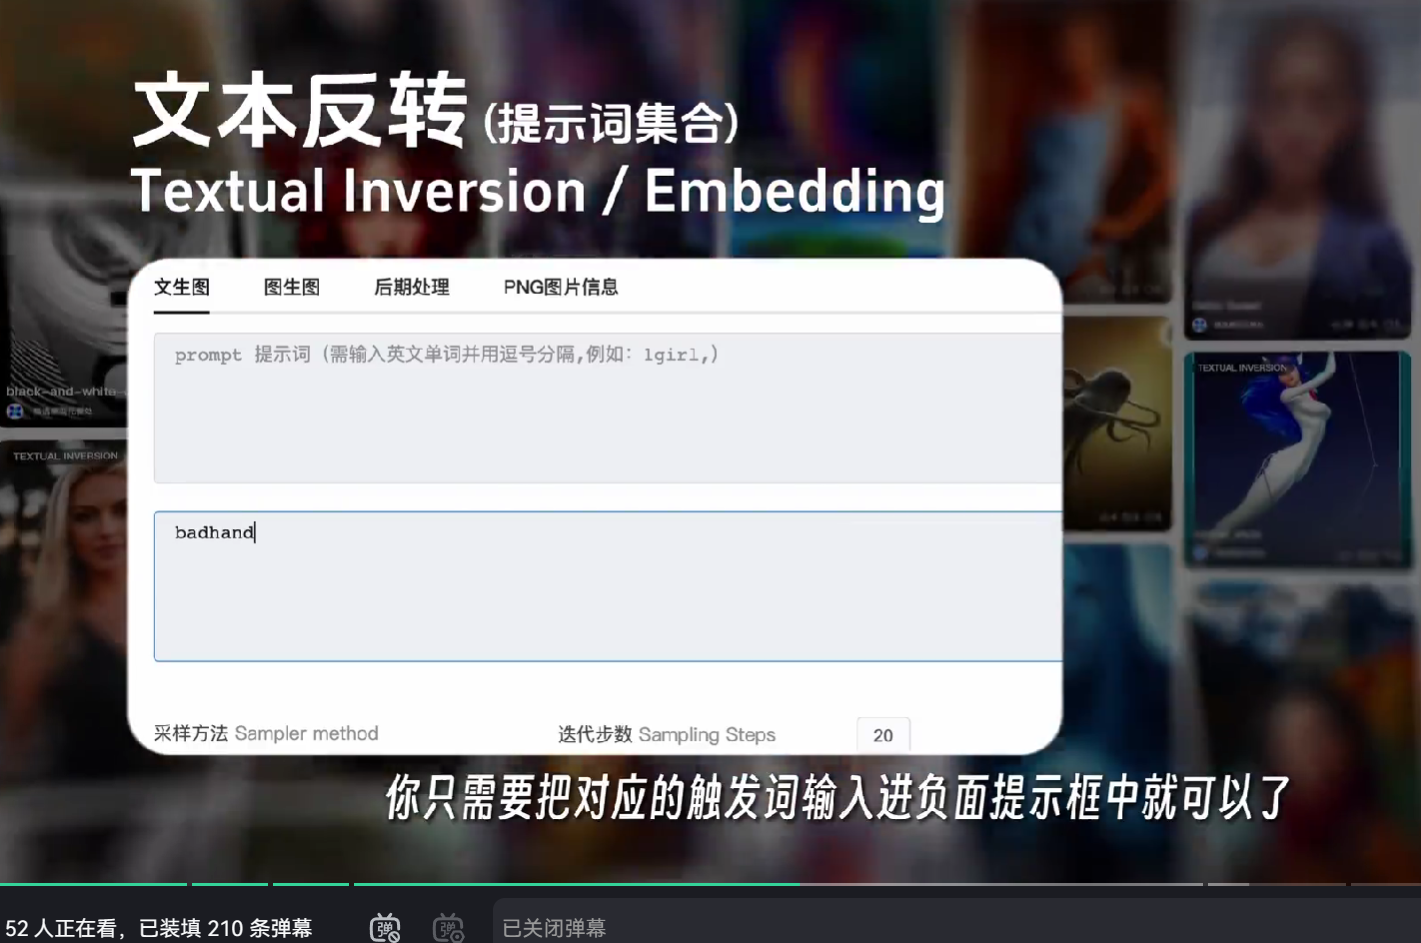 文本反转 (提示词集合)
Textual Inversion / Embedding
文生图 图生图 后期处理 PNG图片信息
prompt 提示词 (需输入英文单词并用逗号分隔,例如: 1girl,)
black-and-white-
TEXTUAL INVERSION
TEXTUAL INVERSION
badhand
采样方法 Sampler method 迭代步数 Sampling Steps 20
你只需要把对应的触发词输入进负面提示框中就可以了
52 人正在看, 已装填 210 条弹幕 弹 弹 已关闭弹幕